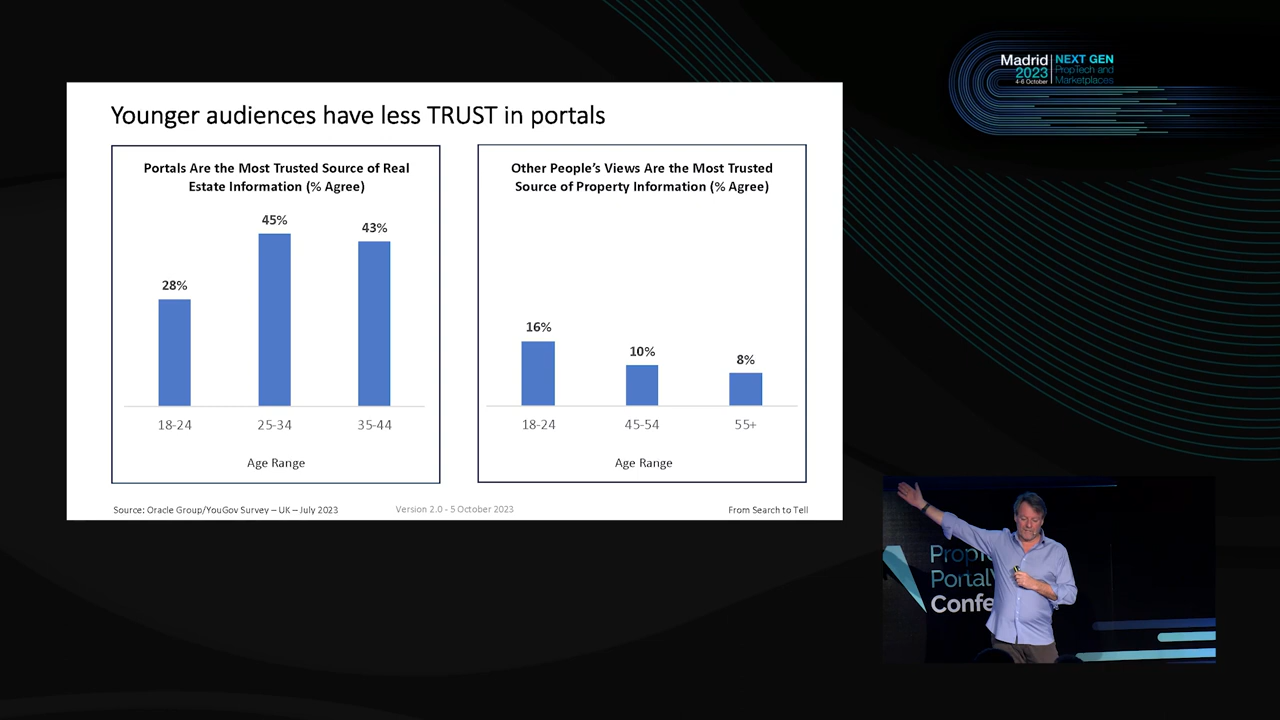 Madrid
2023
4-6 October
NEXT GEN
PropTech and
Marketplaces
Younger audiences have less TRUST in portals
Portals Are the Most Trusted Source of Real
Estate Information (% Agree)
45%
43%
28%
18-24
25-34
35-44
Age Range
Other People's Views Are the Most Trusted
Source of Property Information (% Agree)
16%
10%
8%
18-24
45-54
55+
Age Range
Source: Oracle Group/YouGov Survey – UK – July 2023
Version 2.0 - 5 October 2023
From Search to Tell
PropT
Portal
Confe